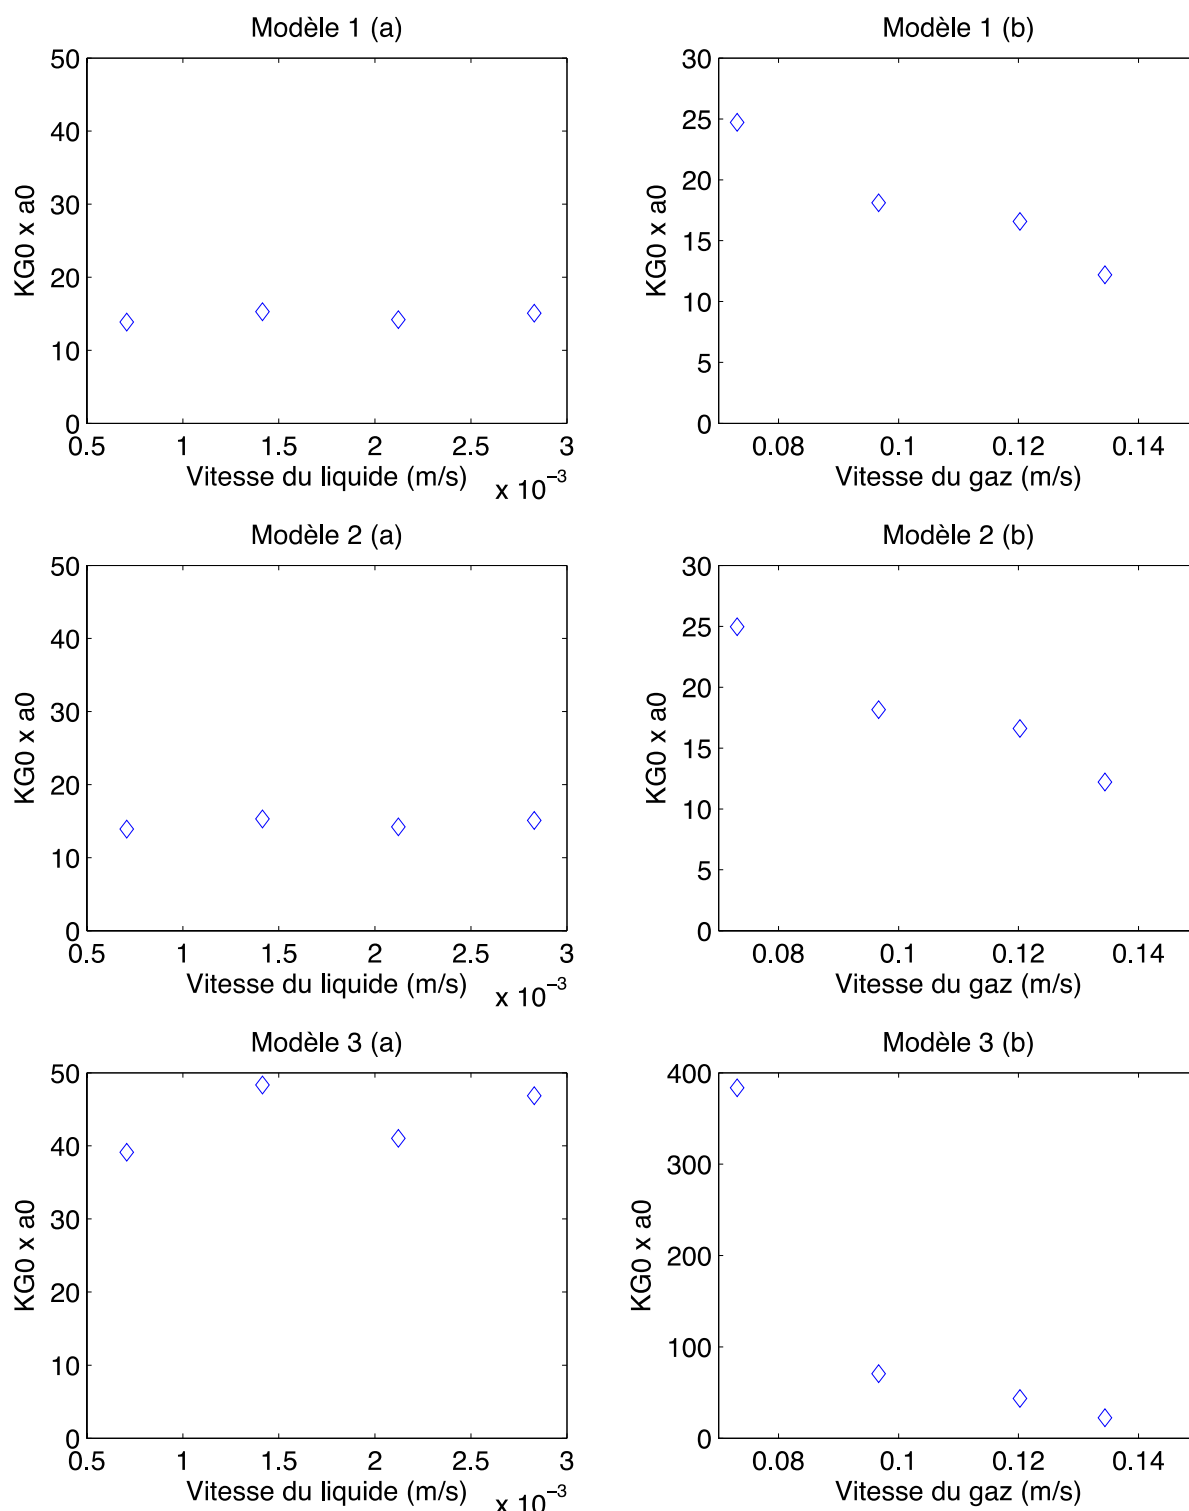 Modèle 1 (a)
50
40
30
20
10
0
KG0 x a0
0.5 1 1.5 2 2.5 3
Vitesse du liquide (m/s)
x 10⁻³
Modèle 1 (b)
30
25
20
15
10
5
0
KG0 x a0
0.08 0.1 0.12 0.14
Vitesse du gaz (m/s)
Modèle 2 (a)
50
40
30
20
10
0
KG0 x a0
0.5 1 1.5 2 2.5 3
Vitesse du liquide (m/s)
x 10⁻³
Modèle 2 (b)
30
25
20
15
10
5
0
KG0 x a0
0.08 0.1 0.12 0.14
Vitesse du gaz (m/s)
Modèle 3 (a)
50
40
30
20
10
0
KG0 x a0
0.5 1 1.5 2 2.5 3
Vitesse du liquide (m/s)
x 10⁻³
Modèle 3 (b)
400
300
200
100
0
KG0 x a0
0.08 0.1 0.12 0.14
Vitesse du gaz (m/s)